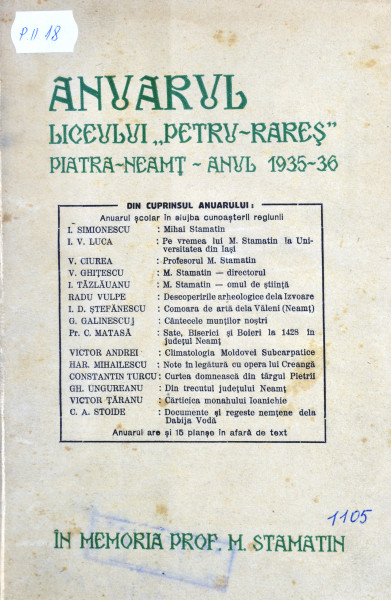 P II 18
ANUARUL
LICEULUI „PETRU-RAREŞ”
PIATRA-NEAMŢ - ANUL 1935-36
DIN CUPRINSUL ANUARULUI :
Anuarul şcolar în slujba cunoaşterii regiunii
I. SIMIONESCU : Mihai Stamatin
I. V. LUCA : Pe vremea lui M. Stamatin la Uni-
versitatea din Iaşi
V. CIUREA : Profesorul M. Stamatin
V. GHIŢESCU : M. Stamatin — directorul
I. TĂZLĂUANU : M. Stamatin — omul de ştiinţă
RADU VULPE : Descoperirile arheologice dela Izvoare
I. D. ŞTEFĂNESCU : Comoara de artă dela Văleni (Neamţ)
G. GALINESCU : Cântecele munţilor noştri
Pr. C. MATASĂ : Sate, Biserici şi Boieri la 1428 în
judeţul Neamţ
VICTOR ANDREI : Climatologia Moldovei Subcarpatice
HAR. MIHAILESCU : Note în legătură cu opera lui Creangă
CONSTANTIN TURCU : Curtea domnească din târgul Pietrii
GH. UNGUREANU : Din trecutul judeţului Neamţ
VICTOR ŢĂRANU : Cărticica monahului Ioanichie
C. A. STOIDE : Documente şi regeste nemţene dela
Dabija Vodă
Anuarul are şi 15 planşe în afară de text
1105
ÎN MEMORIA PROF. M. STAMATIN